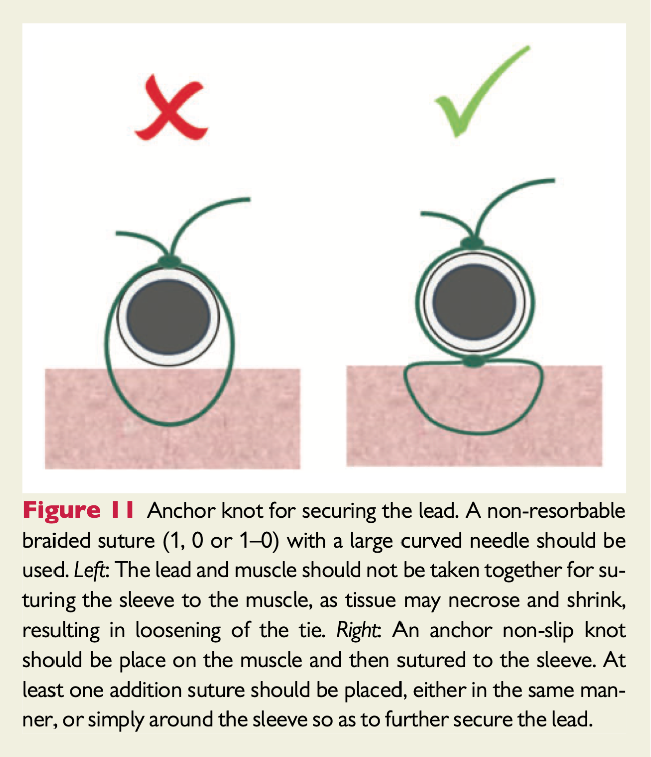 Figure 11 Anchor knot for securing the lead. A non-resorbable
braided suture (1, 0 or 1–0) with a large curved needle should be
used. Left: The lead and muscle should not be taken together for su-
turing the sleeve to the muscle, as tissue may necrose and shrink,
resulting in loosening of the tie. Right: An anchor non-slip knot
should be place on the muscle and then sutured to the sleeve. At
least one addition suture should be placed, either in the same man-
ner, or simply around the sleeve so as to further secure the lead.